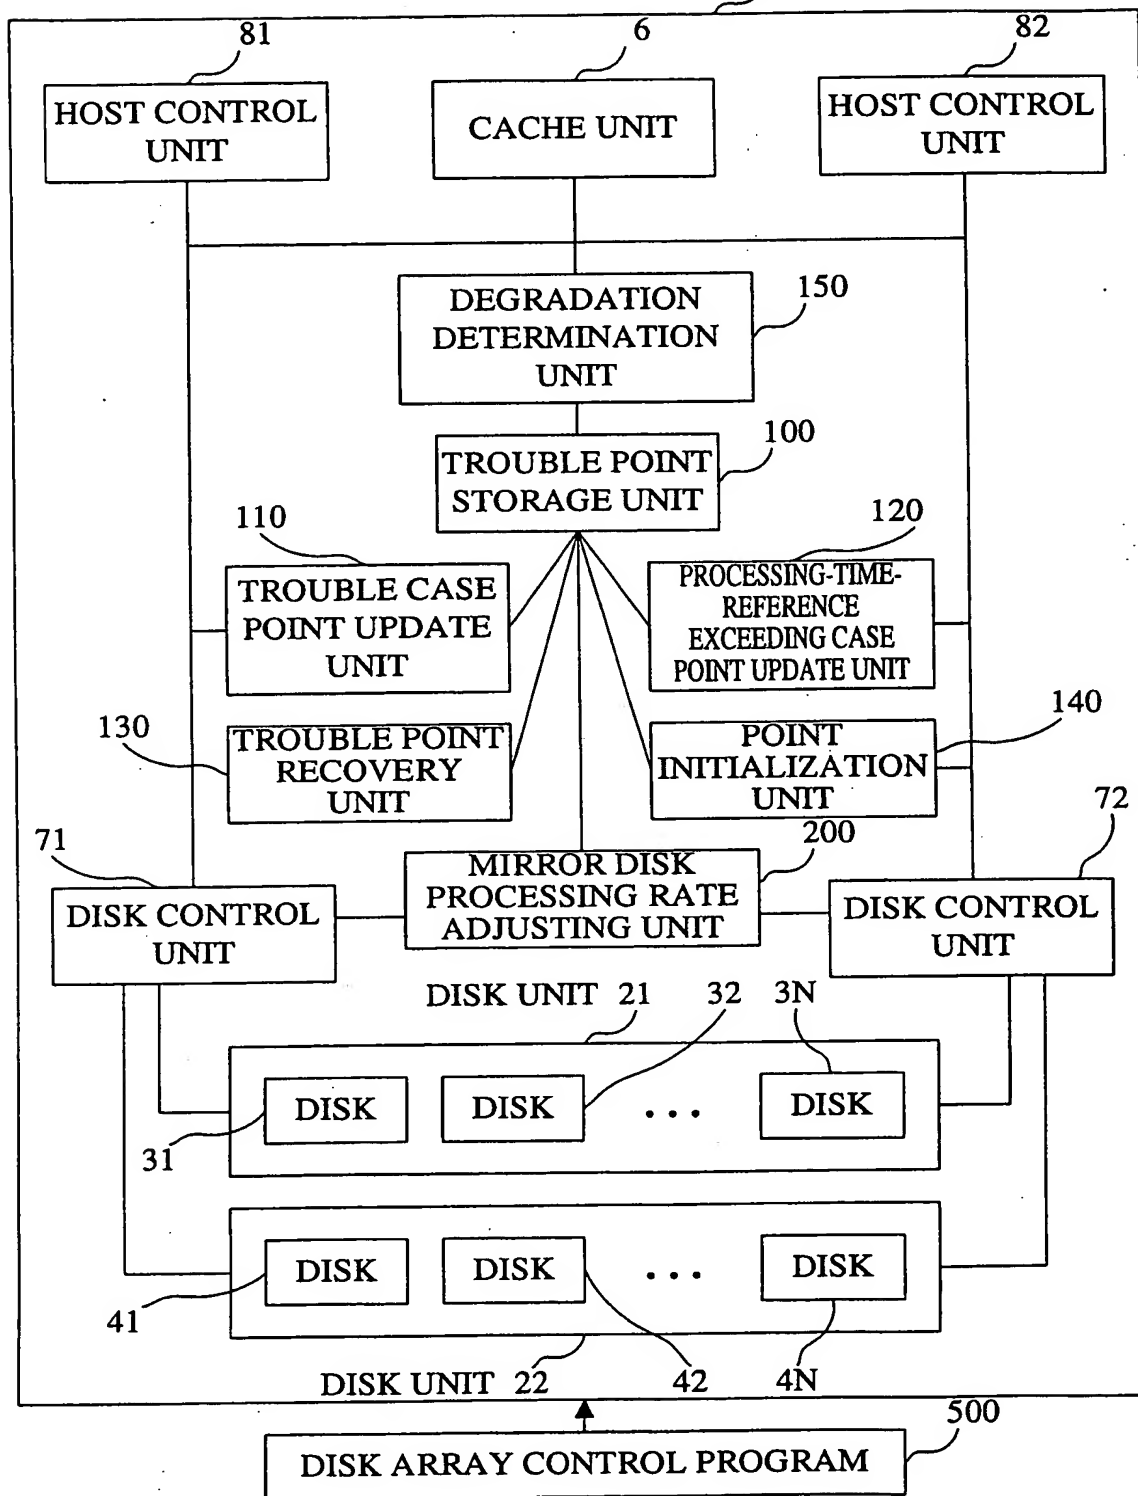 81
6
82
HOST CONTROL
UNIT
CACHE UNIT
HOST CONTROL
UNIT
DEGRADATION
DETERMINATION
UNIT
150
TROUBLE POINT
STORAGE UNIT
100
110
TROUBLE CASE
POINT UPDATE
UNIT
120
PROCESSING-TIME-
REFERENCE
EXCEEDING CASE
POINT UPDATE UNIT
130
TROUBLE POINT
RECOVERY
UNIT
140
POINT
INITIALIZATION
UNIT
71
DISK CONTROL
UNIT
200
MIRROR DISK
PROCESSING RATE
ADJUSTING UNIT
72
DISK CONTROL
UNIT
DISK UNIT 21
32
3N
DISK
DISK
...
DISK
31
DISK
DISK
...
DISK
41
DISK UNIT 22
42
4N
500
DISK ARRAY CONTROL PROGRAM